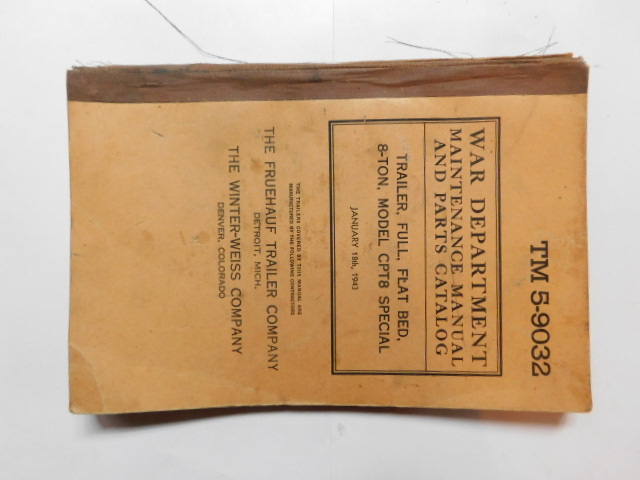 TM 5-9032
WAR DEPARTMENT
MAINTENANCE MANUAL
AND PARTS CATALOG
TRAILER, FULL, FLAT BED,
8-TON, MODEL CPT8 SPECIAL
JANUARY 18th, 1943
THE TRAILERS COVERED BY THIS MANUAL ARE
MANUFACTURED BY THE FOLLOWING CONTRACTORS
THE FRUEHAUF TRAILER COMPANY
DETROIT, MICH.
THE WINTER-WEISS COMPANY
DENVER, COLORADO